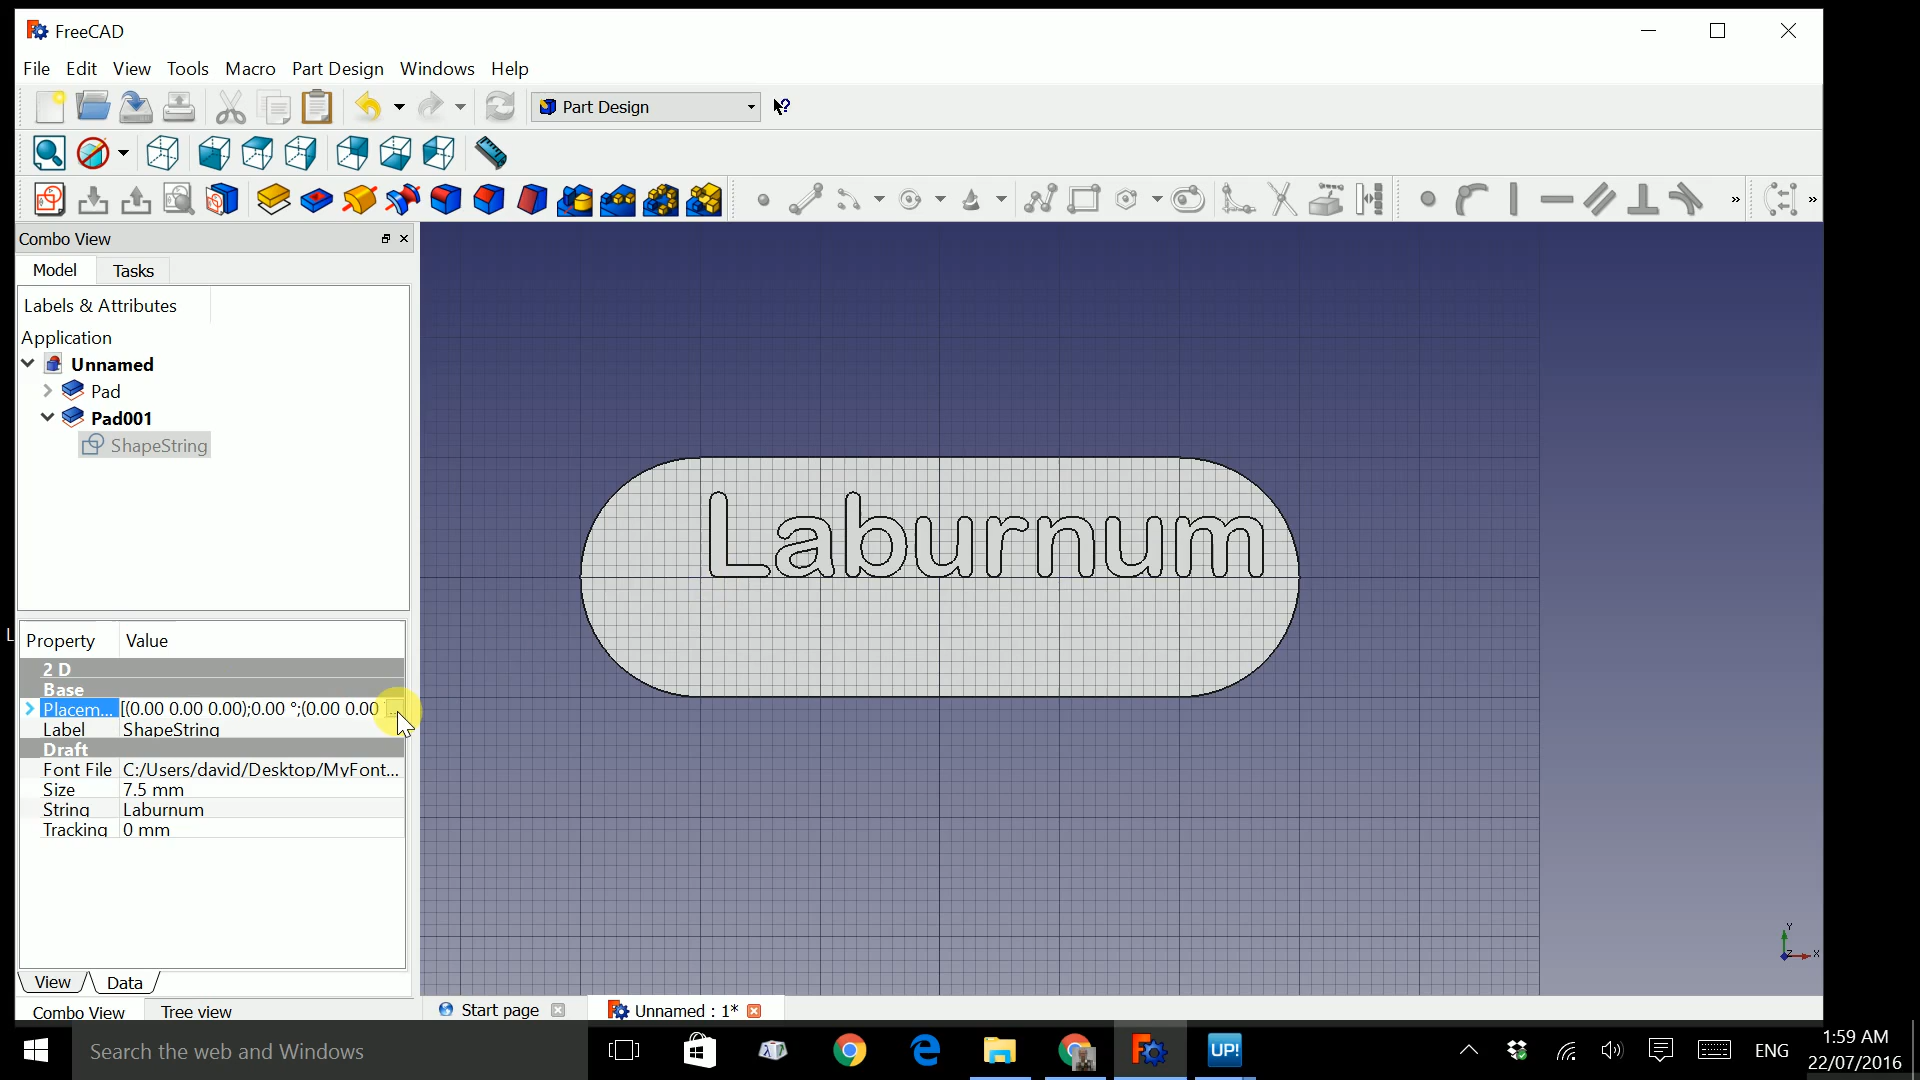 FreeCAD
File Edit View Tools Macro Part Design Windows Help
Part Design
Combo View
Model Tasks
Labels & Attributes
Application
Unnamed
Pad
Pad001
ShapeString
Laburnum
Property Value
2 D
Base
Placem... [(0.00 0.00 0.00);0.00 °;(0.00 0.00 ...
Label ShapeString
Draft
Font File C:/Users/david/Desktop/MyFont...
Size 7.5 mm
String Laburnum
Tracking 0 mm
View Data
Combo View Tree view
Start page Unnamed : 1*
Y
Z
X
L
Search the web and Windows
UP!
ENG
1:59 AM
22/07/2016